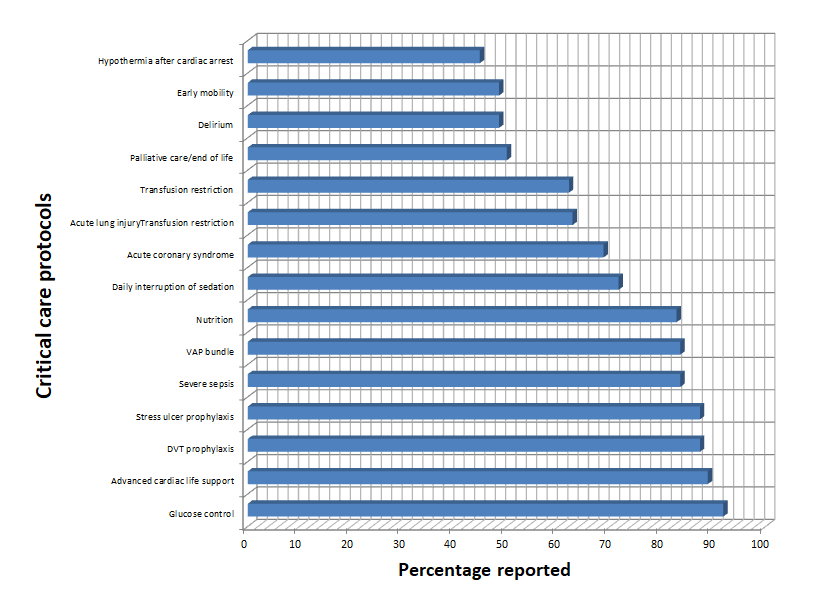 Critical care protocols
Hypothermia after cardiac arrest
Early mobility
Delirium
Palliative care/end of life
Transfusion restriction
Acute lung injuryTransfusion restriction
Acute coronary syndrome
Daily interruption of sedation
Nutrition
VAP bundle
Severe sepsis
Stress ulcer prophylaxis
DVT prophylaxis
Advanced cardiac life support
Glucose control
0 10 20 30 40 50 60 70 80 90 100
Percentage reported